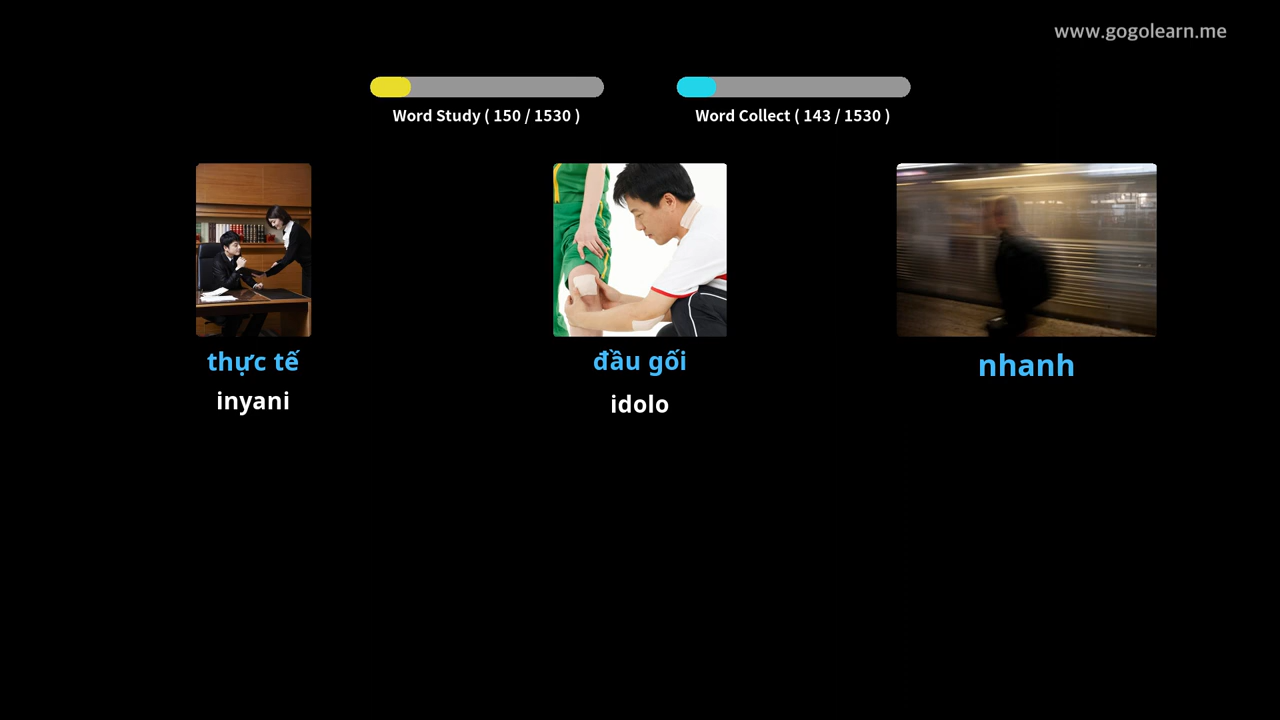 www.gogolearn.me
Word Study ( 150 / 1530 )
Word Collect ( 143 / 1530 )
thực tế
inyani
đầu gối
idolo
nhanh